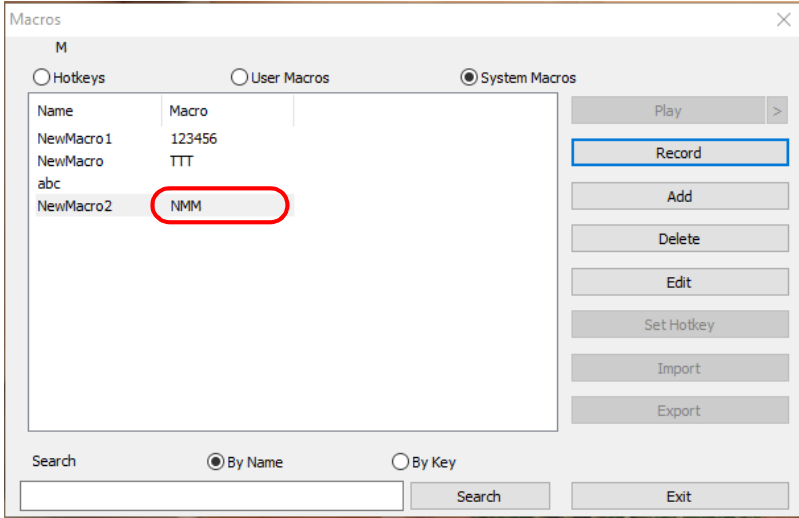 Macros
M
Hotkeys User Macros System Macros
Name Macro
NewMacro1 123456
NewMacro TTT
abc
NewMacro2 NMM
Play >
Record
Add
Delete
Edit
Set Hotkey
Import
Export
Search By Name By Key
Search Exit